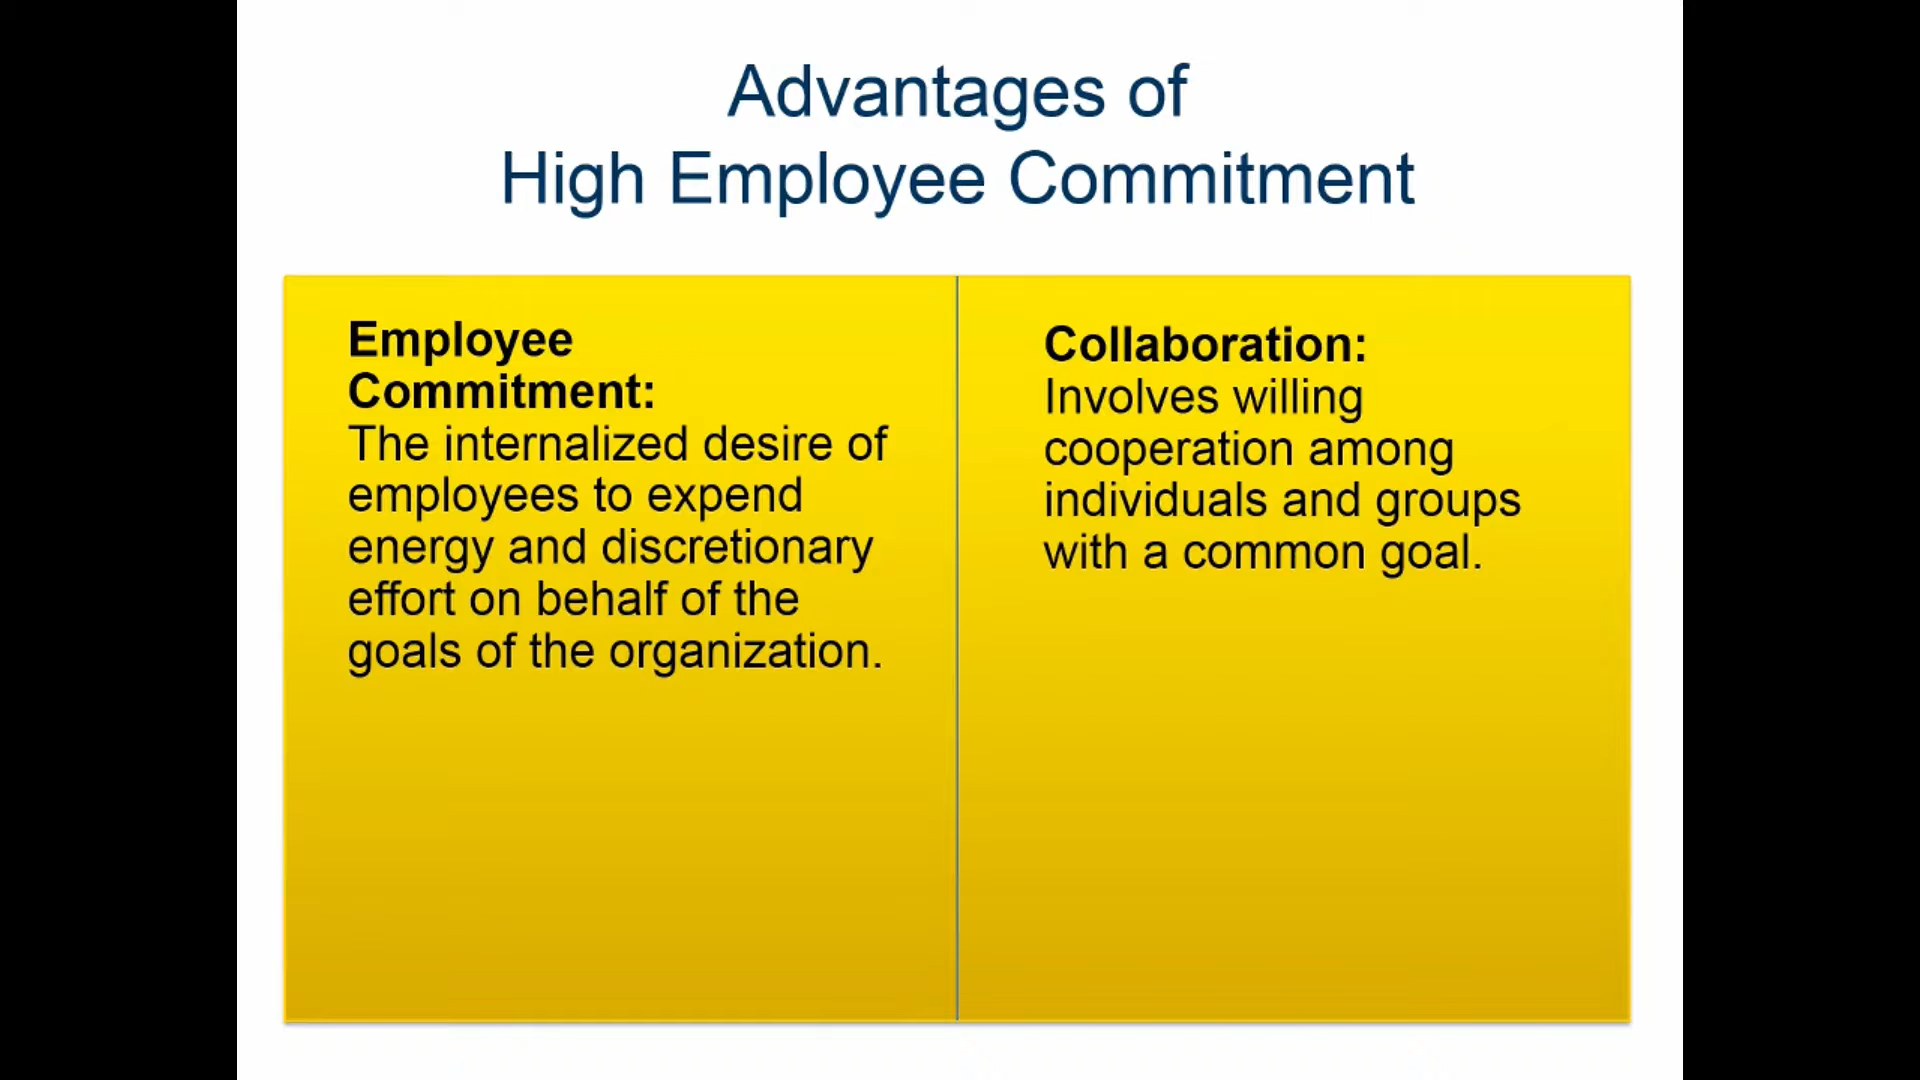 Advantages of
High Employee Commitment
Employee
Commitment:
The internalized desire of
employees to expend
energy and discretionary
effort on behalf of the
goals of the organization.
Collaboration:
Involves willing
cooperation among
individuals and groups
with a common goal.